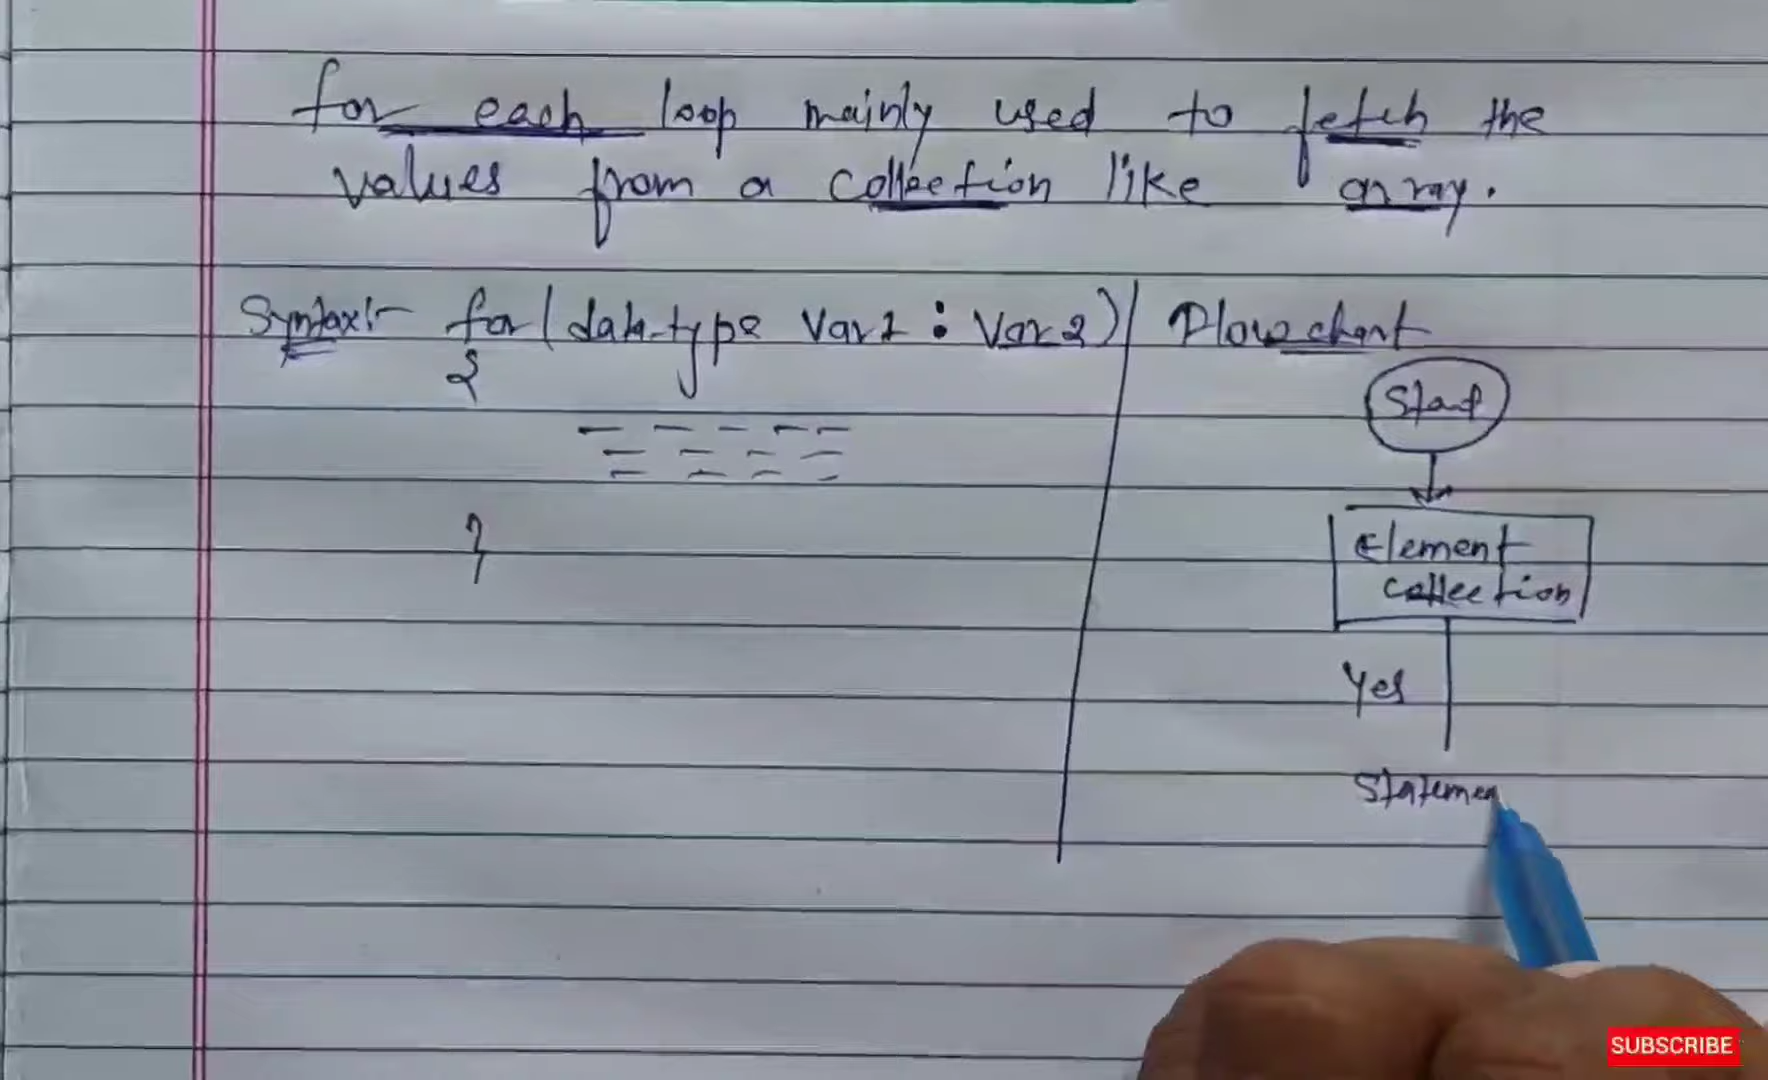 for each loop mainly used to fetch the
values from a collection like array.
Syntax:- for(data-type Var1 : Var2)
{
}
Flowchart
Start
Element
Collection
Yes
Statemen
SUBSCRIBE